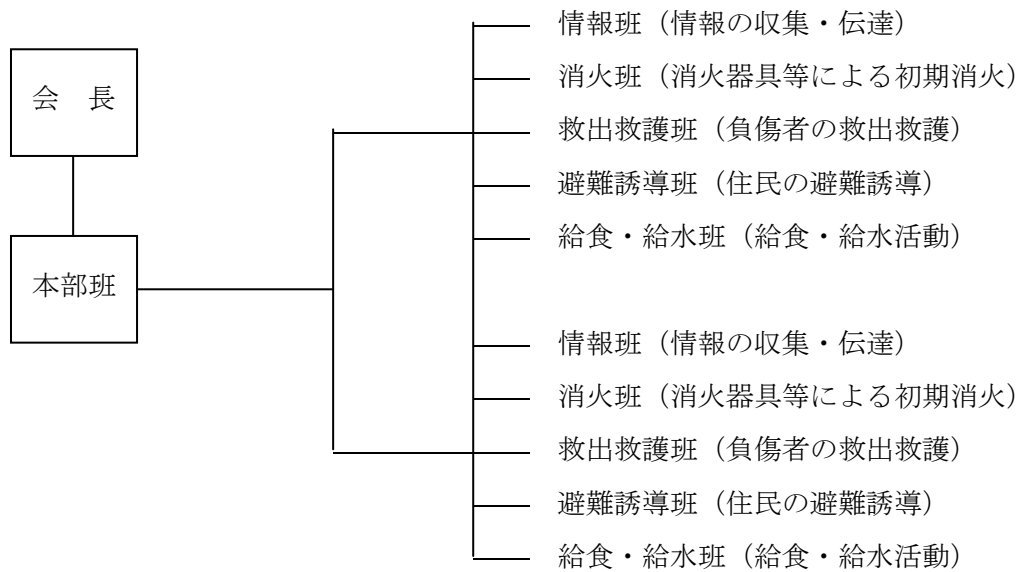 会　長
本部班
情報班（情報の収集・伝達）
消火班（消火器具等による初期消火）
救出救護班（負傷者の救出救護）
避難誘導班（住民の避難誘導）
給食・給水班（給食・給水活動）
情報班（情報の収集・伝達）
消火班（消火器具等による初期消火）
救出救護班（負傷者の救出救護）
避難誘導班（住民の避難誘導）
給食・給水班（給食・給水活動）